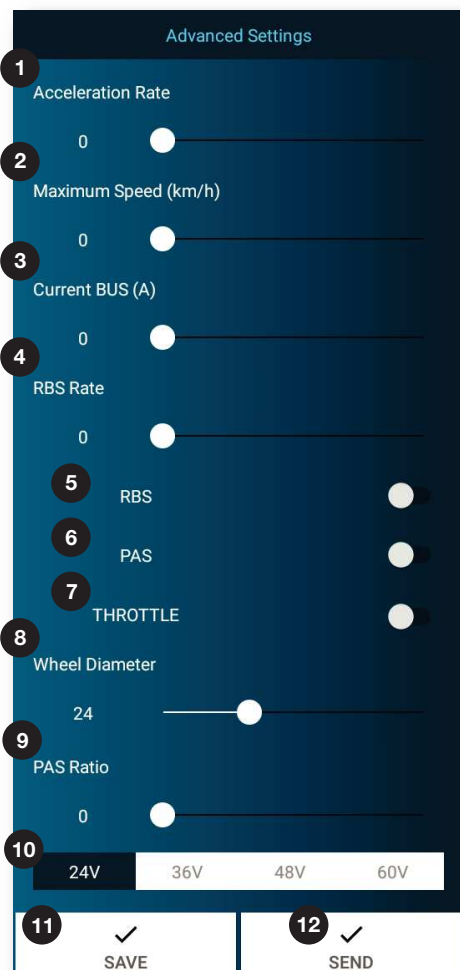 Advanced Settings
1
Acceleration Rate
0
2
Maximum Speed (km/h)
0
3
Current BUS (A)
0
4
RBS Rate
0
5
RBS
6
PAS
7
THROTTLE
8
Wheel Diameter
24
9
PAS Ratio
0
10
24V 36V 48V 60V
11 12
SAVE SEND